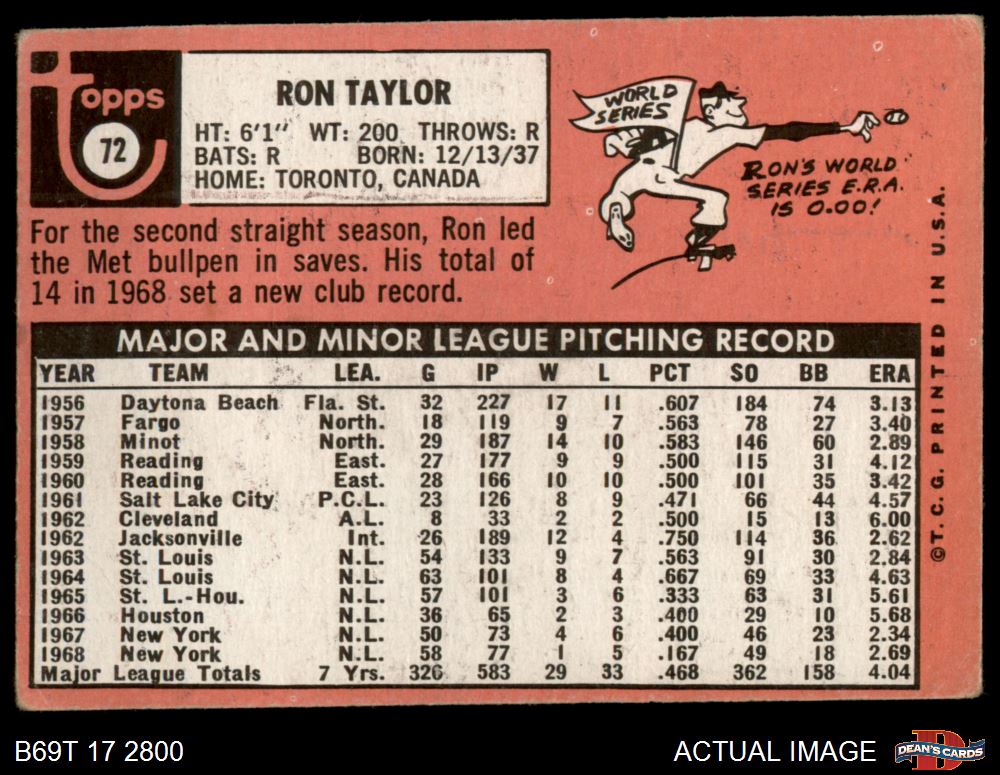 topps
72
RON TAYLOR
HT: 6'1" WT: 200 THROWS: R
BATS: R BORN: 12/13/37
HOME: TORONTO, CANADA
WORLD
SERIES
RON'S WORLD
SERIES E.R.A.
IS 0.00!
For the second straight season, Ron led
the Met bullpen in saves. His total of
14 in 1968 set a new club record.
MAJOR AND MINOR LEAGUE PITCHING RECORD
YEAR TEAM LEA. G IP W L PCT SO BB ERA
1956 Daytona Beach Fla. St. 32 227 17 11 .607 184 74 3.13
1957 Fargo North. 18 119 9 7 .563 78 27 3.40
1958 Minot North. 29 187 14 10 .583 146 60 2.89
1959 Reading East. 27 177 9 9 .500 115 31 4.12
1960 Reading East. 28 166 10 10 .500 101 35 3.42
1961 Salt Lake City P.C.L. 23 126 8 9 .471 66 44 4.57
1962 Cleveland A.L. 8 33 2 2 .500 15 13 6.00
1962 Jacksonville Int. 26 189 12 4 .750 114 36 2.62
1963 St. Louis N.L. 54 133 9 7 .563 91 30 2.84
1964 St. Louis N.L. 63 101 8 4 .667 69 33 4.63
1965 St. L.-Hou. N.L. 57 101 3 6 .333 63 31 5.61
1966 Houston N.L. 36 65 2 3 .400 29 10 5.68
1967 New York N.L. 50 73 4 6 .400 46 23 2.34
1968 New York N.L. 58 77 1 5 .167 49 18 2.69
Major League Totals 7 Yrs. 326 583 29 33 .468 362 158 4.04
©T.C.G. PRINTED IN U.S.A.
B69T 17 2800
ACTUAL IMAGE
DEAN'S CARDS